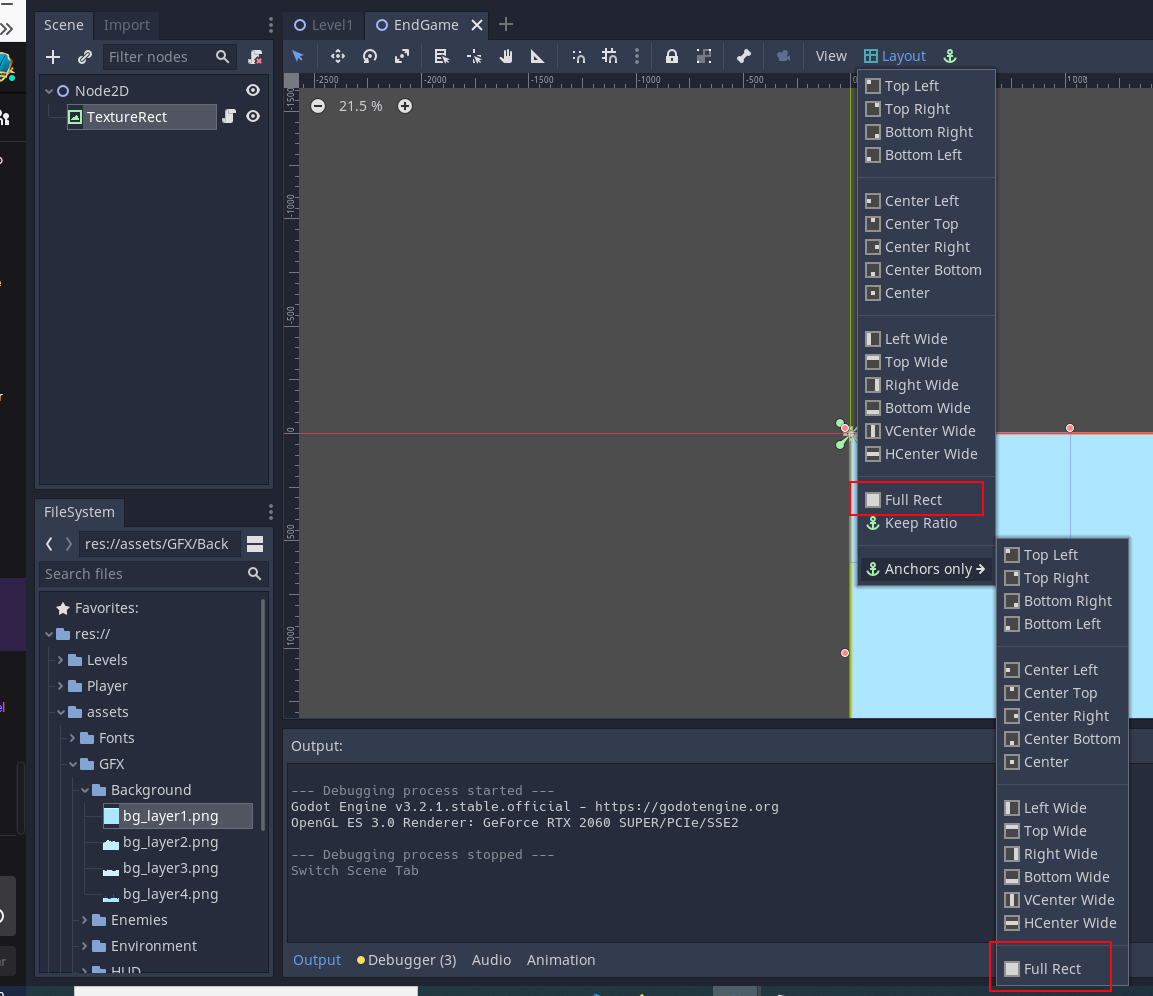 Scene
Import
Level1
EndGame
Filter nodes
View
Layout
Node2D
TextureRect
-2500
-2000
-1500
-1000
-500
0
1000
-1500
-1000
-500
0
500
1000
21.5 %
Top Left
Top Right
Bottom Right
Bottom Left
Center Left
Center Top
Center Right
Center Bottom
Center
Left Wide
Top Wide
Right Wide
Bottom Wide
VCenter Wide
HCenter Wide
Full Rect
Keep Ratio
Anchors only
Top Left
Top Right
Bottom Right
Bottom Left
Center Left
Center Top
Center Right
Center Bottom
Center
Left Wide
Top Wide
Right Wide
Bottom Wide
VCenter Wide
HCenter Wide
Full Rect
FileSystem
res://assets/GFX/Back
Search files
Favorites:
res://
Levels
Player
assets
Fonts
GFX
Background
bg_layer1.png
bg_layer2.png
bg_layer3.png
bg_layer4.png
Enemies
Environment
HUD
Output:
--- Debugging process started ---
Godot Engine v3.2.1.stable.official - https://godotengine.org
OpenGL ES 3.0 Renderer: GeForce RTX 2060 SUPER/PCIe/SSE2
--- Debugging process stopped ---
Switch Scene Tab
Output
Debugger (3)
Audio
Animation